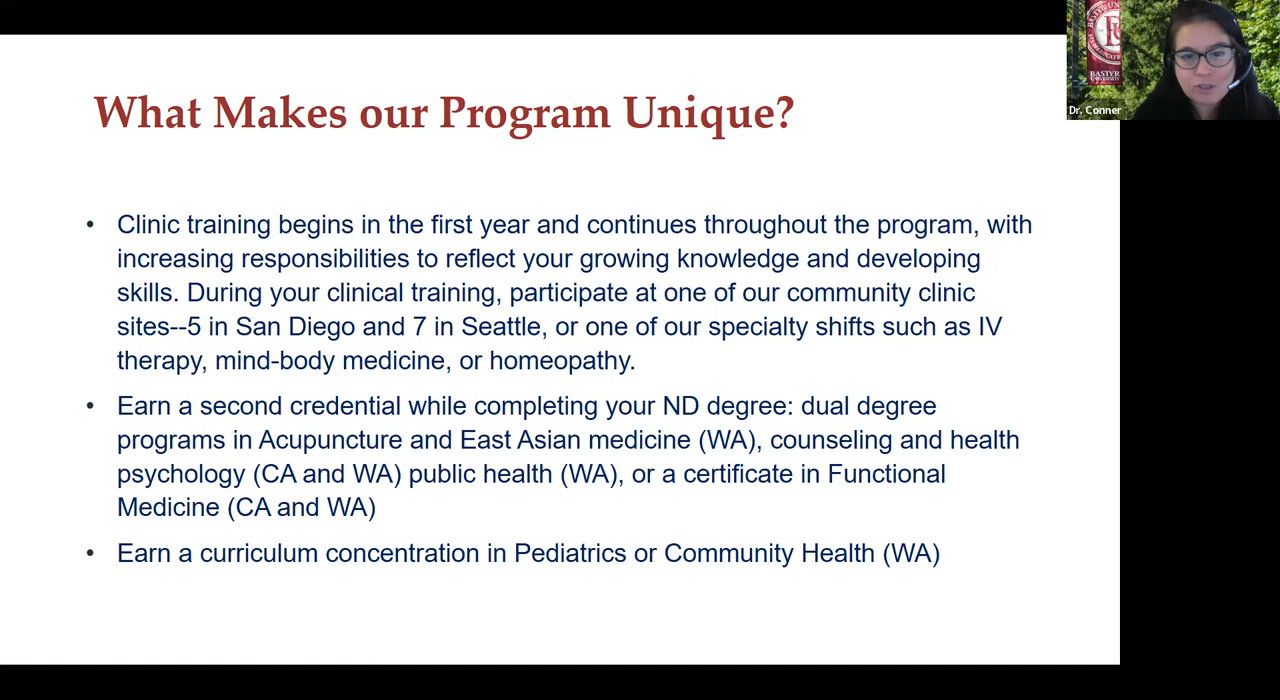 What Makes our Program Unique?
• Clinic training begins in the first year and continues throughout the program, with
increasing responsibilities to reflect your growing knowledge and developing
skills. During your clinical training, participate at one of our community clinic
sites--5 in San Diego and 7 in Seattle, or one of our specialty shifts such as IV
therapy, mind-body medicine, or homeopathy.
• Earn a second credential while completing your ND degree: dual degree
programs in Acupuncture and East Asian medicine (WA), counseling and health
psychology (CA and WA) public health (WA), or a certificate in Functional
Medicine (CA and WA)
• Earn a curriculum concentration in Pediatrics or Community Health (WA)
BASTYR
UNIVERSITY
Dr. Conner